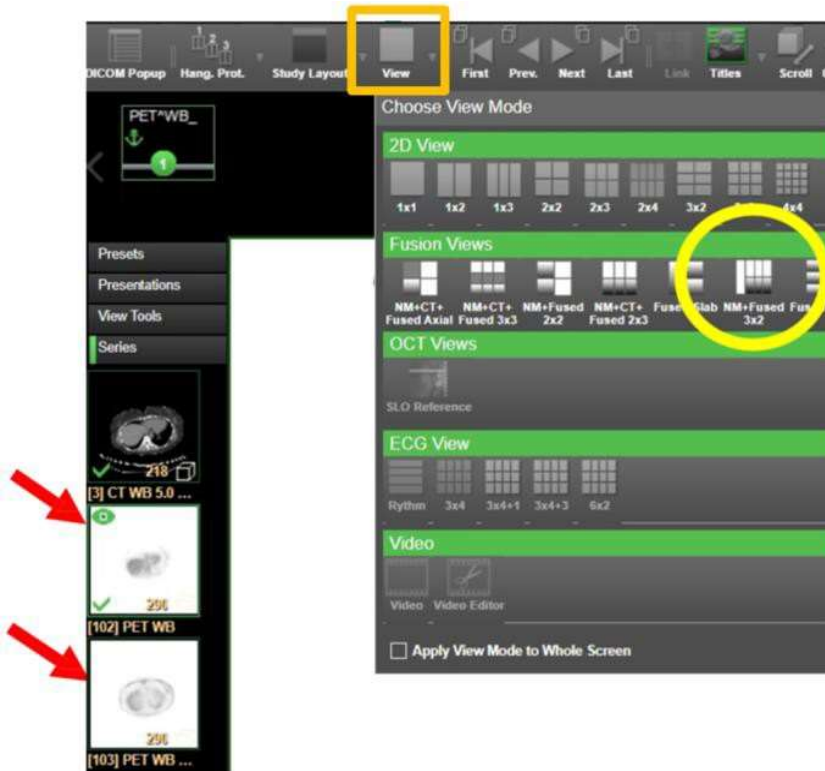 1 2 3
DICOM Popup Hang. Prot. Study Layout View First Prev. Next Last Link Titles Scroll
PET^WB_
1
Choose View Mode
2D View
1x1 1x2 1x3 2x2 2x3 2x4 3x2 4x4
Presets
Presentations
View Tools
Series
Fusion Views
NM+CT+ NM+CT+ NM+Fused NM+CT+ Slab NM+Fused
Fused Axial Fused 3x3 2x2 Fused 2x3 3x2
OCT Views
SLO Reference
ECG View
Rythm 3x4 3x4+1 3x4+3 6x2
Video
Video Video Editor
Apply View Mode to Whole Screen
218
[3] CT WB 5.0 ...
296
[102] PET WB
296
[103] PET WB ...